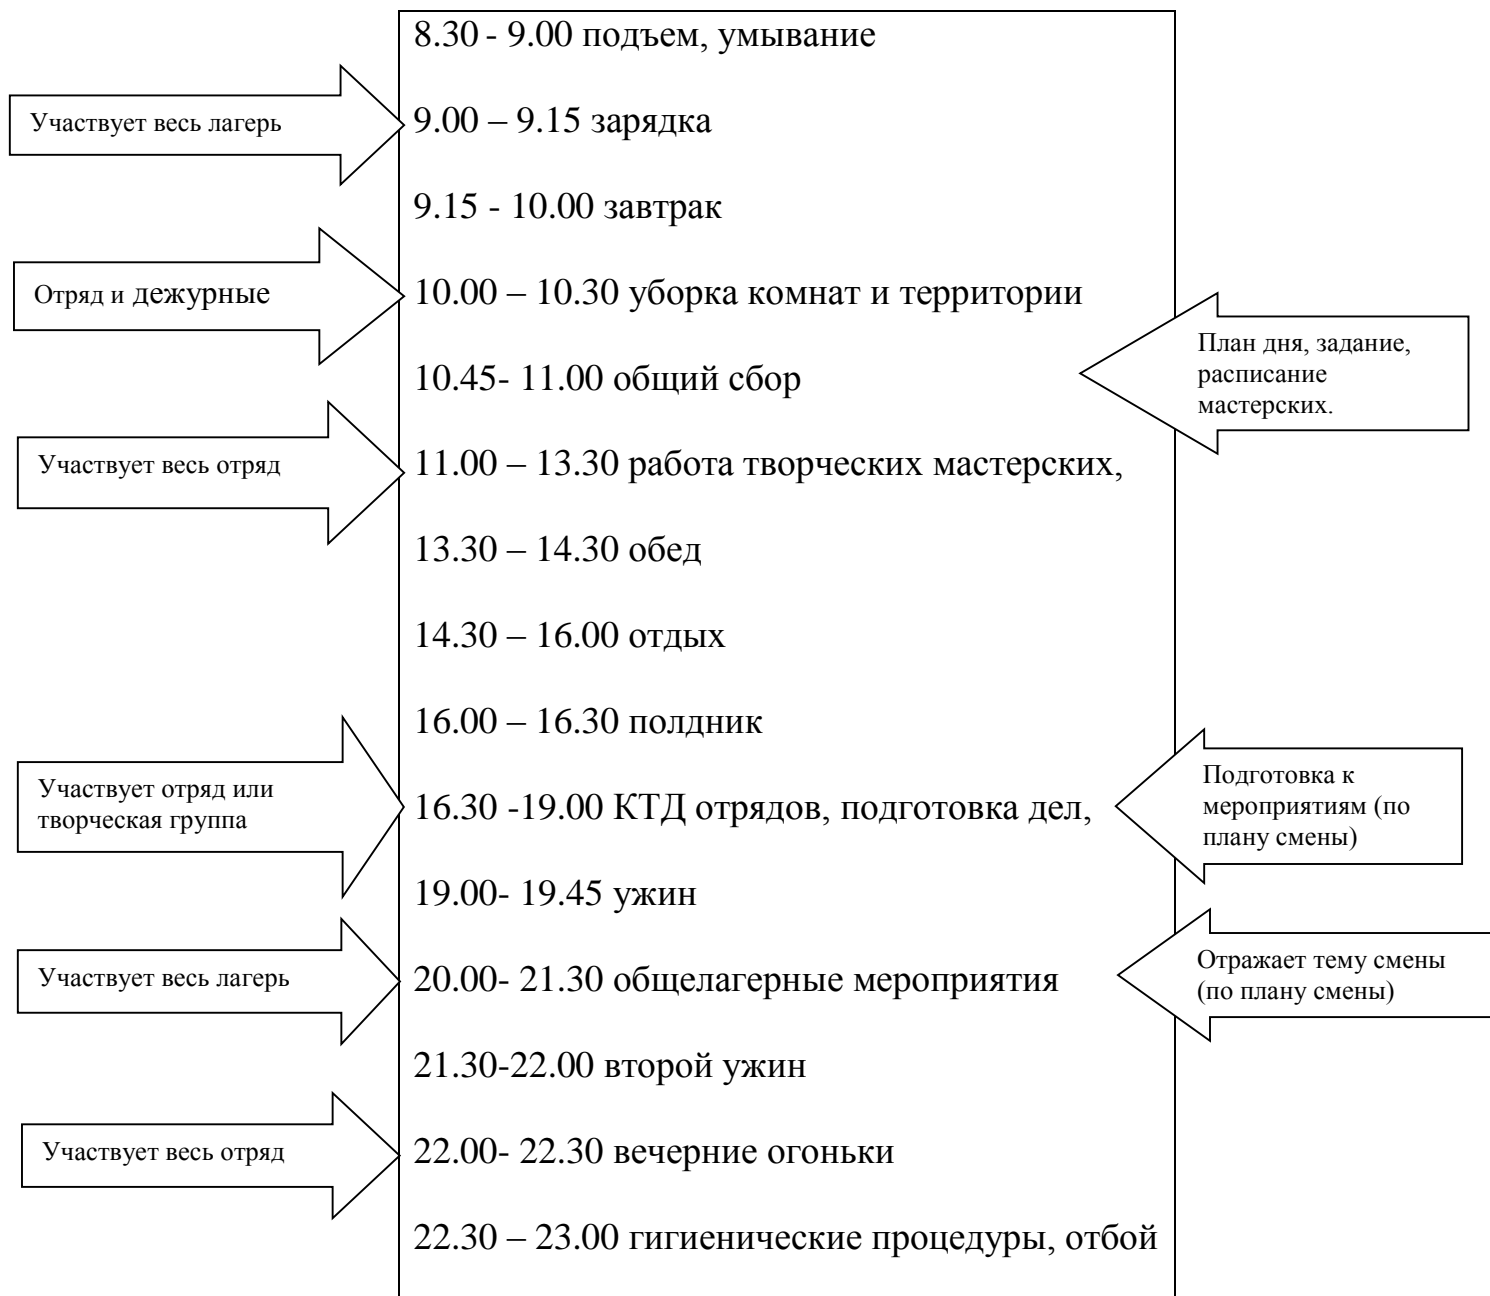 8.30 - 9.00 подъем, умывание
Участвует весь лагерь
9.00 – 9.15 зарядка
9.15 - 10.00 завтрак
Отряд и дежурные
10.00 – 10.30 уборка комнат и территории
План дня, задание,
расписание
мастерских.
10.45- 11.00 общий сбор
Участвует весь отряд
11.00 – 13.30 работа творческих мастерских,
13.30 – 14.30 обед
14.30 – 16.00 отдых
16.00 – 16.30 полдник
Участвует отряд или
творческая группа
16.30 -19.00 КТД отрядов, подготовка дел,
Подготовка к
мероприятиям (по
плану смены)
19.00- 19.45 ужин
Участвует весь лагерь
20.00- 21.30 общелагерные мероприятия
Отражает тему смены
(по плану смены)
21.30-22.00 второй ужин
Участвует весь отряд
22.00- 22.30 вечерние огоньки
22.30 – 23.00 гигиенические процедуры, отбой